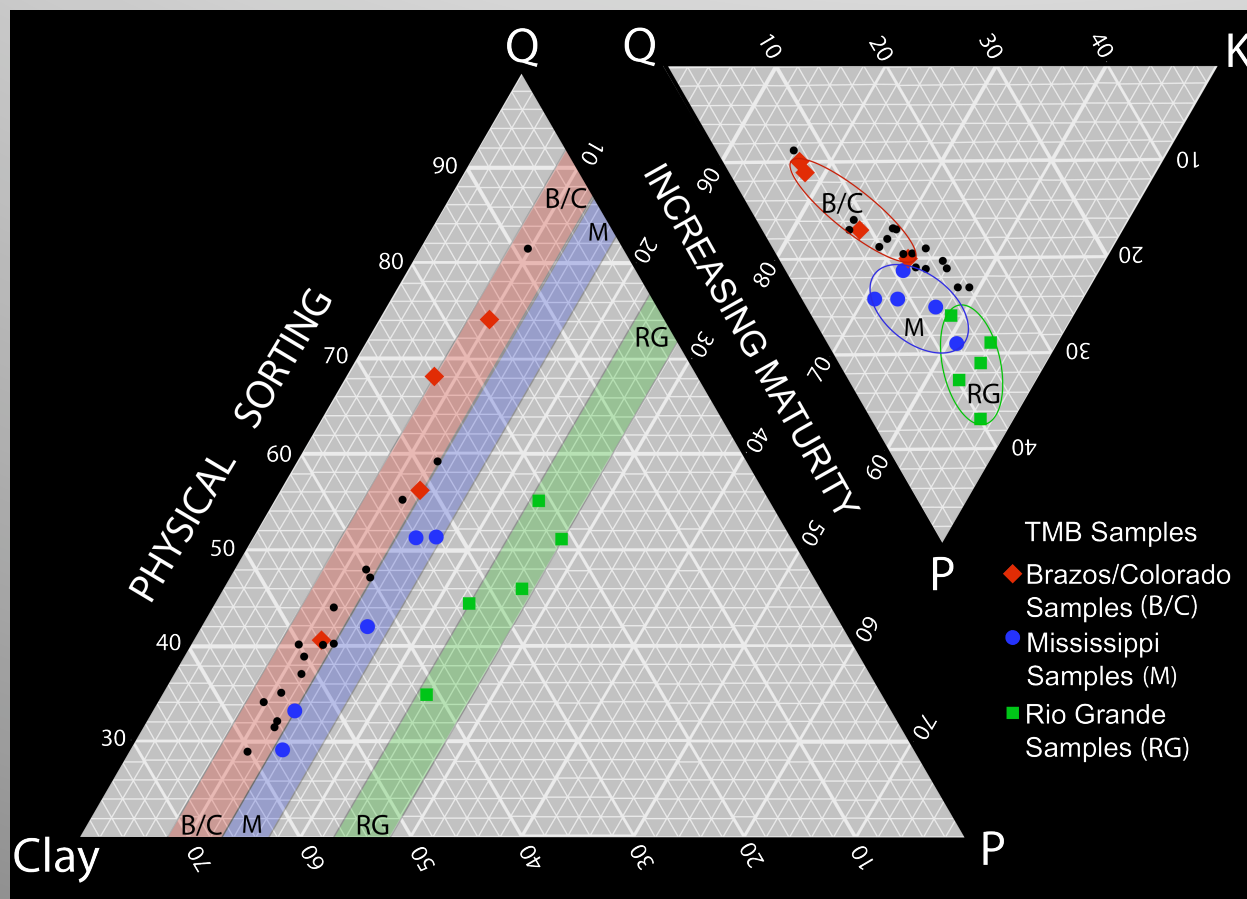 Q
Q
K
10
20
30
40
90
80
70
60
50
40
30
10
20
30
40
50
60
70
B/C
M
RG
PHYSICAL SORTING
INCREASING MATURITY
90
80
70
60
10
20
30
40
B/C
M
RG
P
B/C
M
RG
Clay
70
60
50
40
30
20
10
P
TMB Samples
Brazos/Colorado
Samples (B/C)
Mississippi
Samples (M)
Rio Grande
Samples (RG)